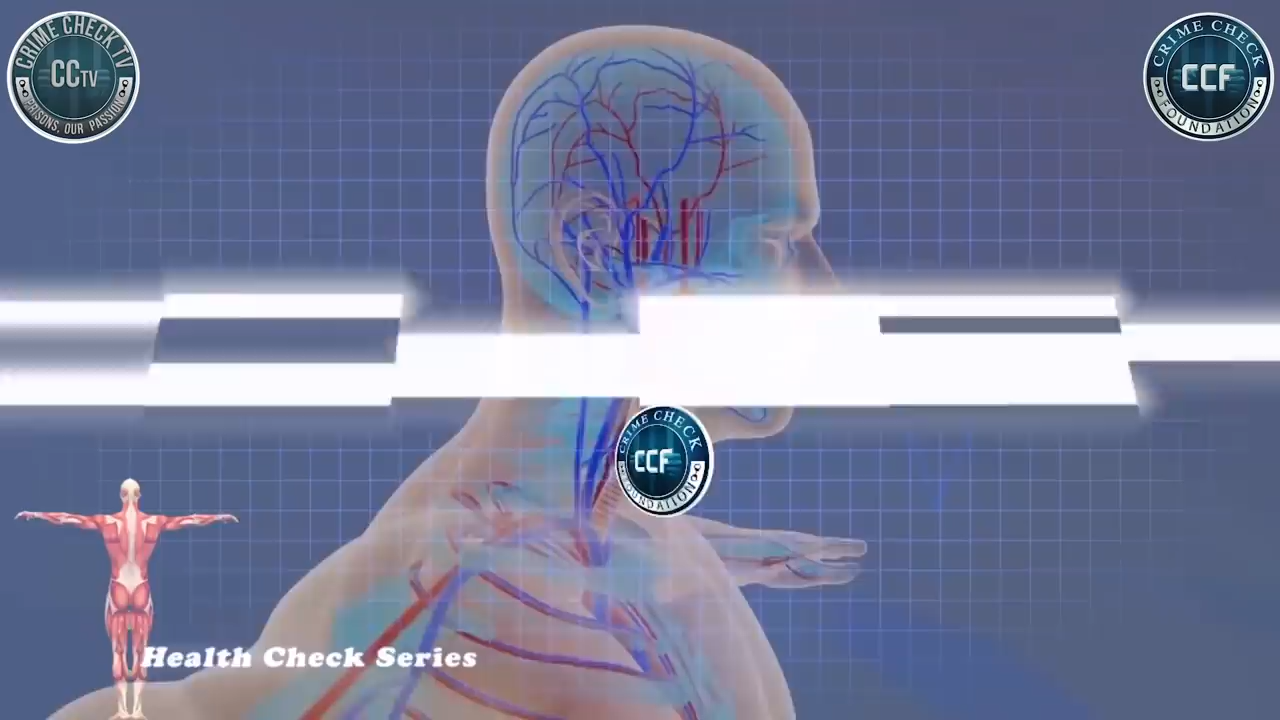 CRIME CHECK TV
CCTV
PRISONS, OUR PASSION
CRIME CHECK
CCF
FOUNDATION
CRIME CHECK
CCF
FOUNDATION
Health Check Series